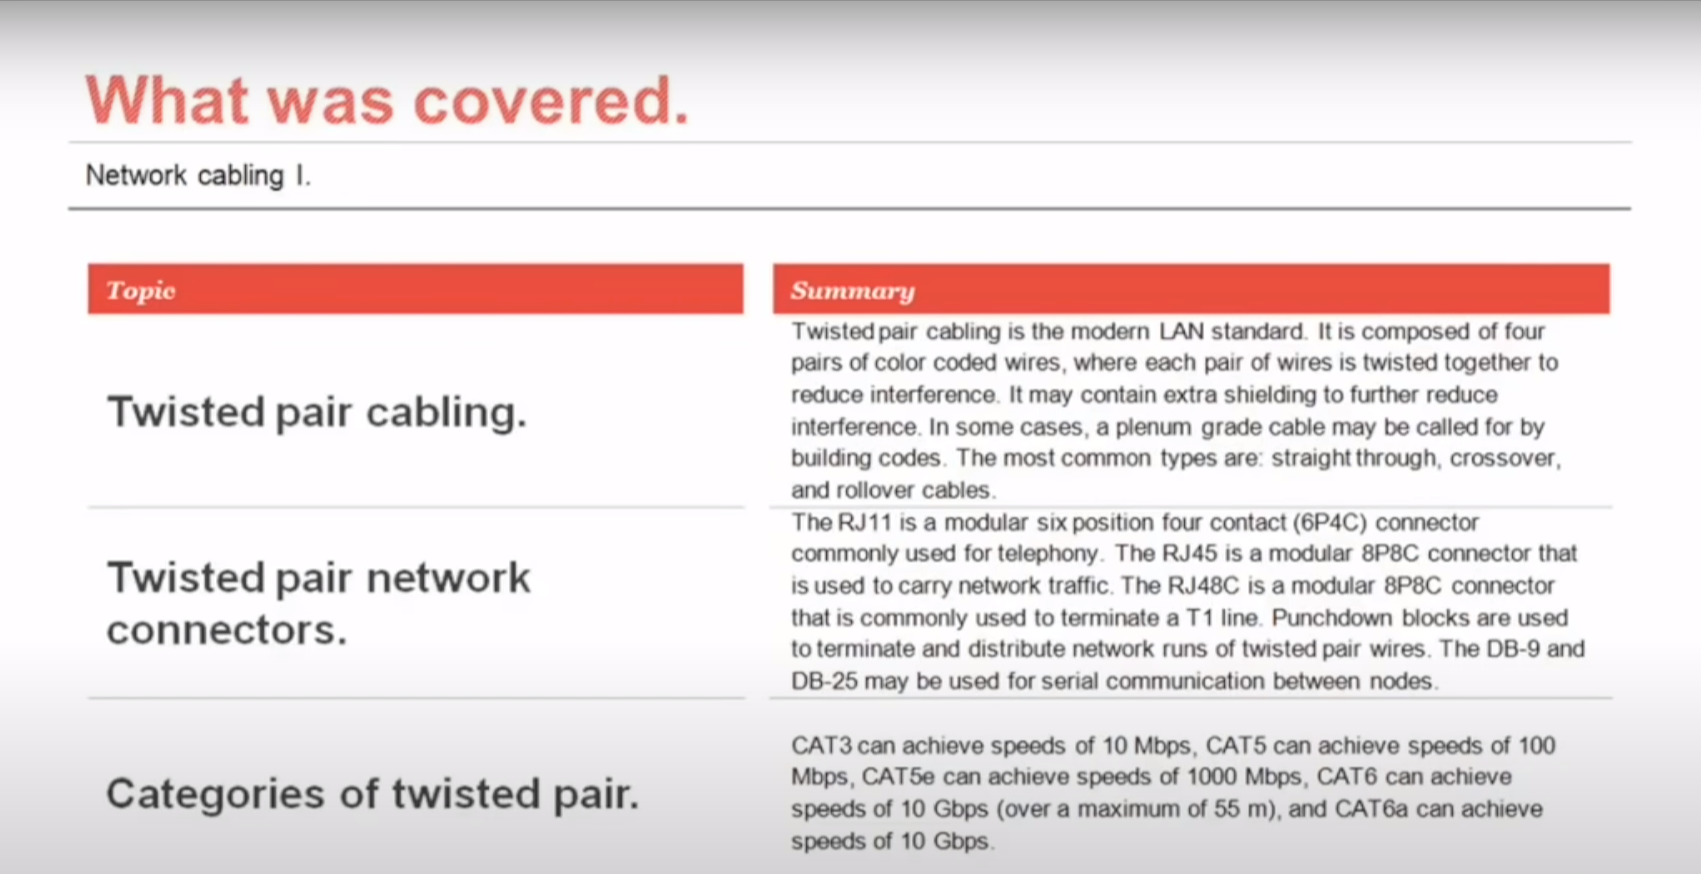 What was covered.
Network cabling I.
Topic
Summary
Twisted pair cabling.
Twisted pair cabling is the modern LAN standard. It is composed of four
pairs of color coded wires, where each pair of wires is twisted together to
reduce interference. It may contain extra shielding to further reduce
interference. In some cases, a plenum grade cable may be called for by
building codes. The most common types are: straight through, crossover,
and rollover cables.
Twisted pair network
connectors.
The RJ11 is a modular six position four contact (6P4C) connector
commonly used for telephony. The RJ45 is a modular 8P8C connector that
is used to carry network traffic. The RJ48C is a modular 8P8C connector
that is commonly used to terminate a T1 line. Punchdown blocks are used
to terminate and distribute network runs of twisted pair wires. The DB-9 and
DB-25 may be used for serial communication between nodes.
Categories of twisted pair.
CAT3 can achieve speeds of 10 Mbps, CAT5 can achieve speeds of 100
Mbps, CAT5e can achieve speeds of 1000 Mbps, CAT6 can achieve
speeds of 10 Gbps (over a maximum of 55 m), and CAT6a can achieve
speeds of 10 Gbps.